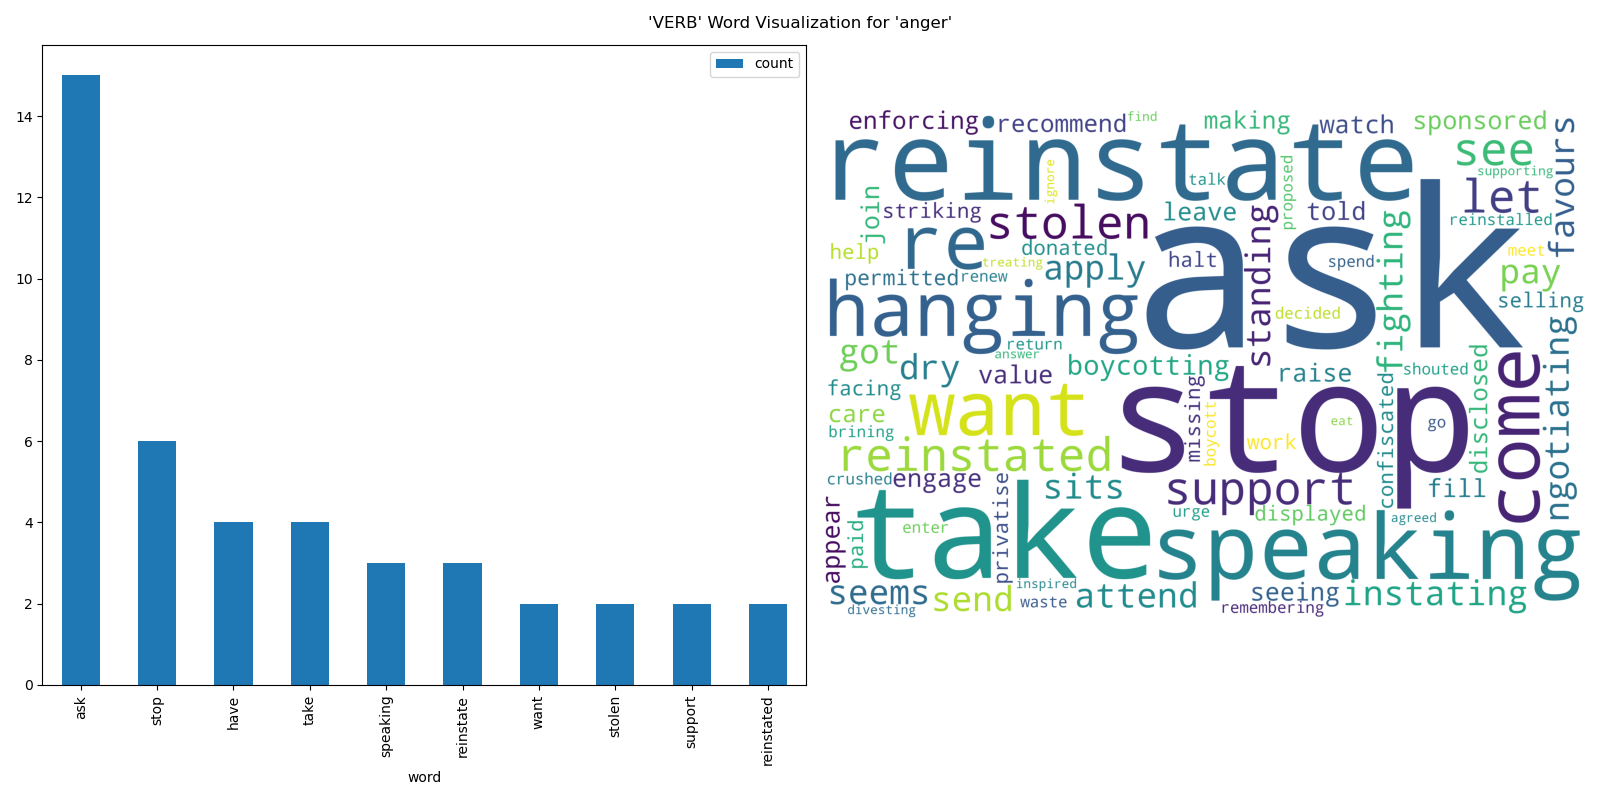 'VERB' Word Visualization for 'anger'
count
14
12
10
8
6
4
2
0
ask
stop
have
take
speaking
reinstate
want
stolen
support
reinstated
word
enforcing
recommend
find
making
watch
sponsored
favours
reinstate
see
supporting
ignore
talk
proposed
let
join
striking
stolen
leave
standing
told
reinstalled
re
ask
fighting
help
donated
halt
spend
meet
treating
apply
pay
permitted
renew
selling
hanging
decided
ngotiating
got
return
answer
dry
value
boycotting
raise
shouted
come
facing
want
stop
missing
confiscated
disclosed
care
boycott
eat
go
brining
work
reinstated
crushed
engage
sits
support
fill
privatise
appear
take
urge
displayed
agreed
paid
enter
speaking
seems
send
inspired
waste
attend
seeing
instating
divesting
remembering